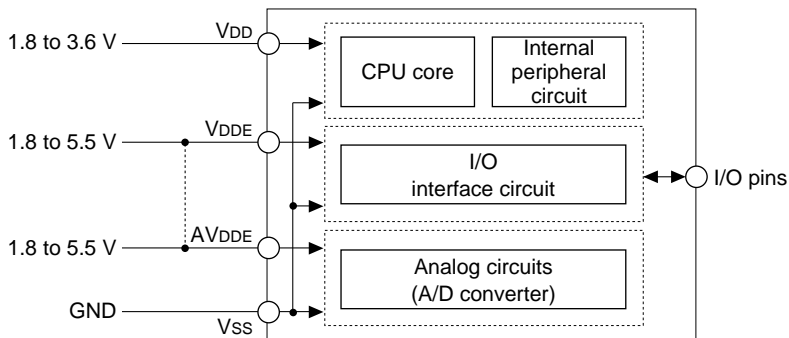 1.8 to 3.6 V
VDD
CPU core
Internal
peripheral
circuit
1.8 to 5.5 V
VDDE
I/O
interface circuit
I/O pins
1.8 to 5.5 V
AVDDE
Analog circuits
(A/D converter)
GND
VSS